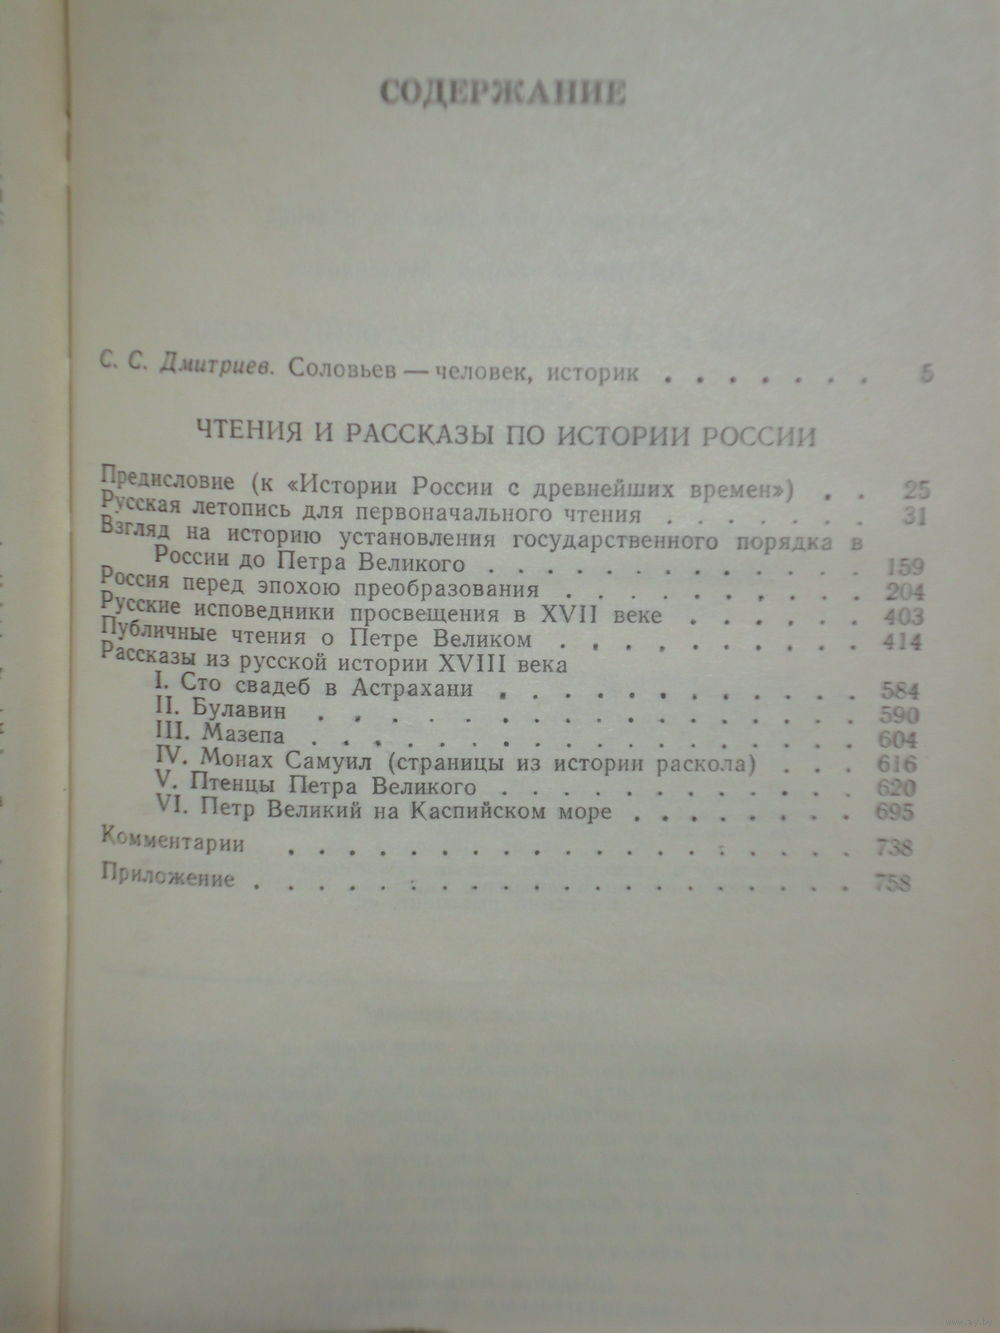 СОДЕРЖАНИЕ
С. С. Дмитриев. Соловьев — человек, историк . . . . . . . 5
ЧТЕНИЯ И РАССКАЗЫ ПО ИСТОРИИ РОССИИ
Предисловие (к «Истории России с древнейших времен») . . 25
Русская летопись для первоначального чтения . . . . . . . 31
Взгляд на историю установления государственного порядка в
России до Петра Великого . . . . . . . . . . . . . 159
Россия перед эпохою преобразования . . . . . . . . . . . 204
Русские исповедники просвещения в XVII веке . . . . . . 403
Публичные чтения о Петре Великом . . . . . . . . . . 414
Рассказы из русской истории XVIII века
I. Сто свадеб в Астрахани . . . . . . . . . . . . 584
II. Булавин . . . . . . . . . . . . . . . . . 590
III. Мазепа . . . . . . . . . . . . . . . . . 604
IV. Монах Самуил (страницы из истории раскола) . . . 616
V. Птенцы Петра Великого . . . . . . . . . . . . 620
VI. Петр Великий на Каспийском море . . . . . . . . 695
Комментарии . . . . . . . . . . . . . . . . . . . 738
Приложение . . . . . . . . . . . . . . . . . . . . 758
www.ay.by